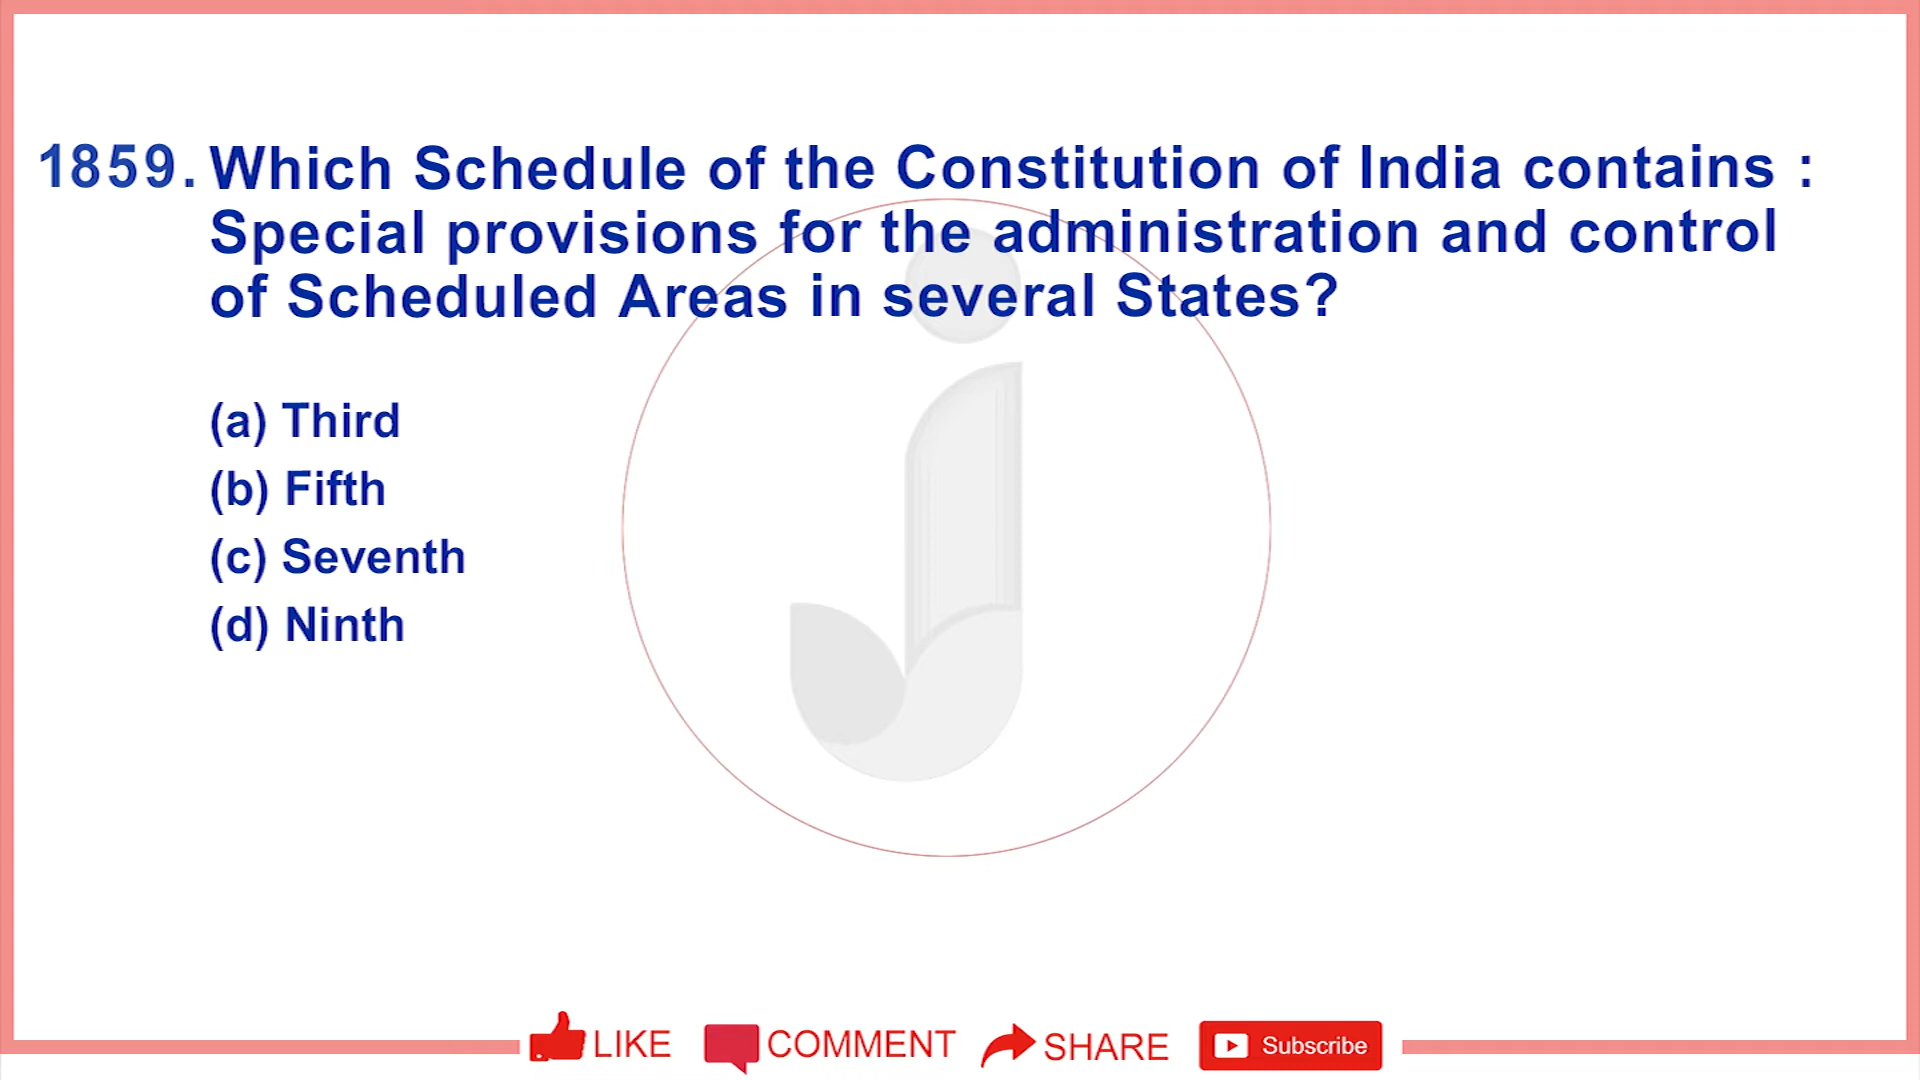 1859. Which Schedule of the Constitution of India contains :
Special provisions for the administration and control
of Scheduled Areas in several States?
(a) Third
(b) Fifth
(c) Seventh
(d) Ninth
LIKE COMMENT SHARE Subscribe